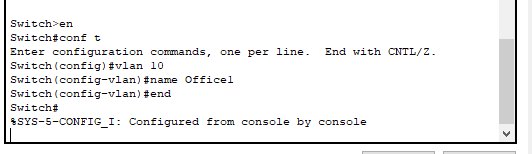 Switch>en
Switch#conf t
Enter configuration commands, one per line.  End with CNTL/Z.
Switch(config)#vlan 10
Switch(config-vlan)#name Office1
Switch(config-vlan)#end
Switch#
%SYS-5-CONFIG_I: Configured from console by console